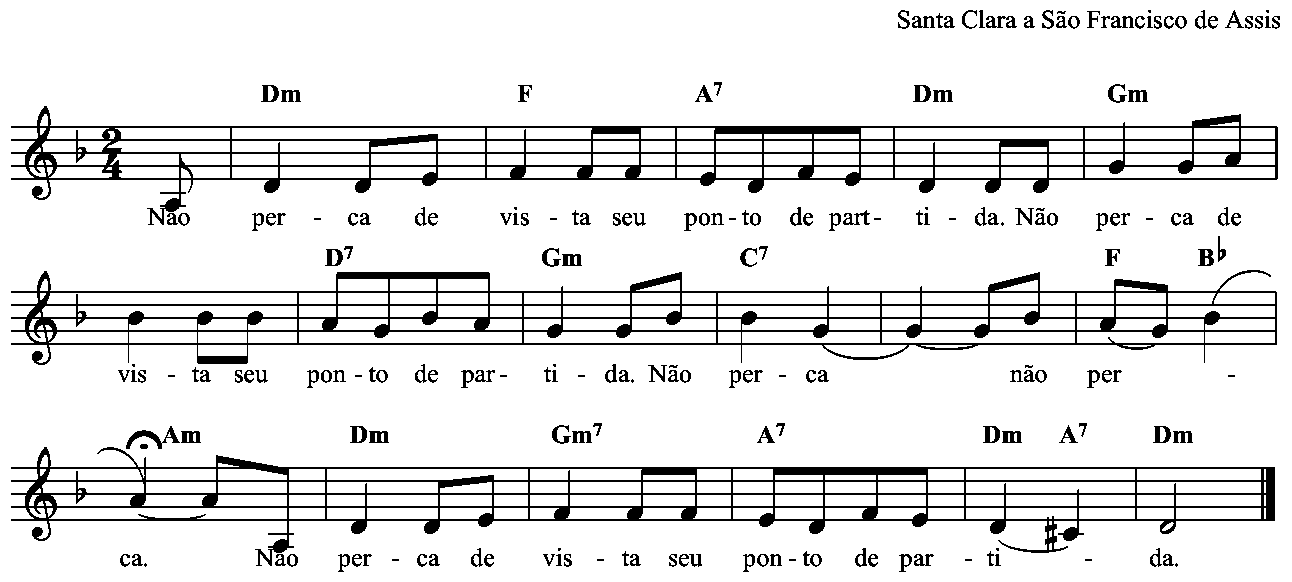 Santa Clara a São Francisco de Assis
Dm F A7 Dm Gm
2
4
Não per - ca de vis - ta seu pon - to de part - ti - da. Não per - ca de
D7 Gm C7 F B♭
vis - ta seu pon - to de par - ti - da. Não per - ca não per -
Am Dm Gm7 A7 Dm A7 Dm
ca. Não per - ca de vis - ta seu pon - to de par - ti - da.